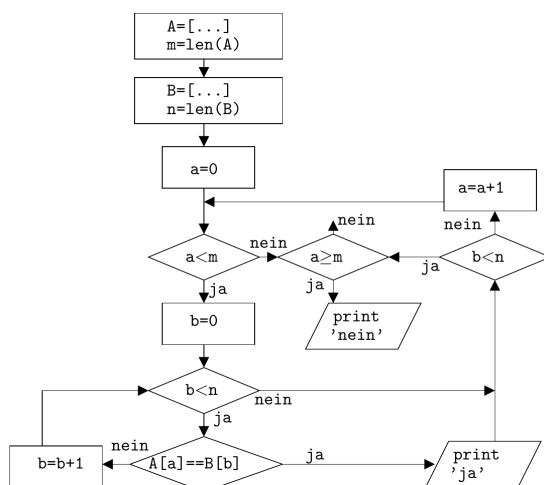 A=[...]
m=len(A)
B=[...]
n=len(B)
a=0
a=a+1
nein
nein
a<m
nein
a≥m
ja
b<n
ja
ja
b=0
print
'nein'
b<n
nein
ja
b=b+1
nein
A[a]==B[b]
ja
print
'ja'